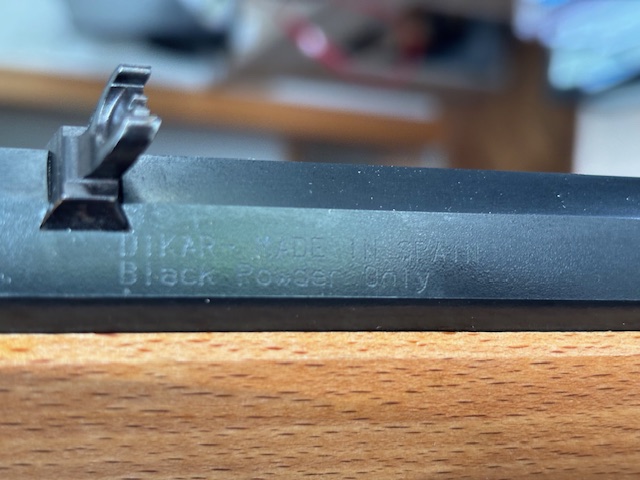 DIKAR MADE IN SPAIN
Black Powder Only